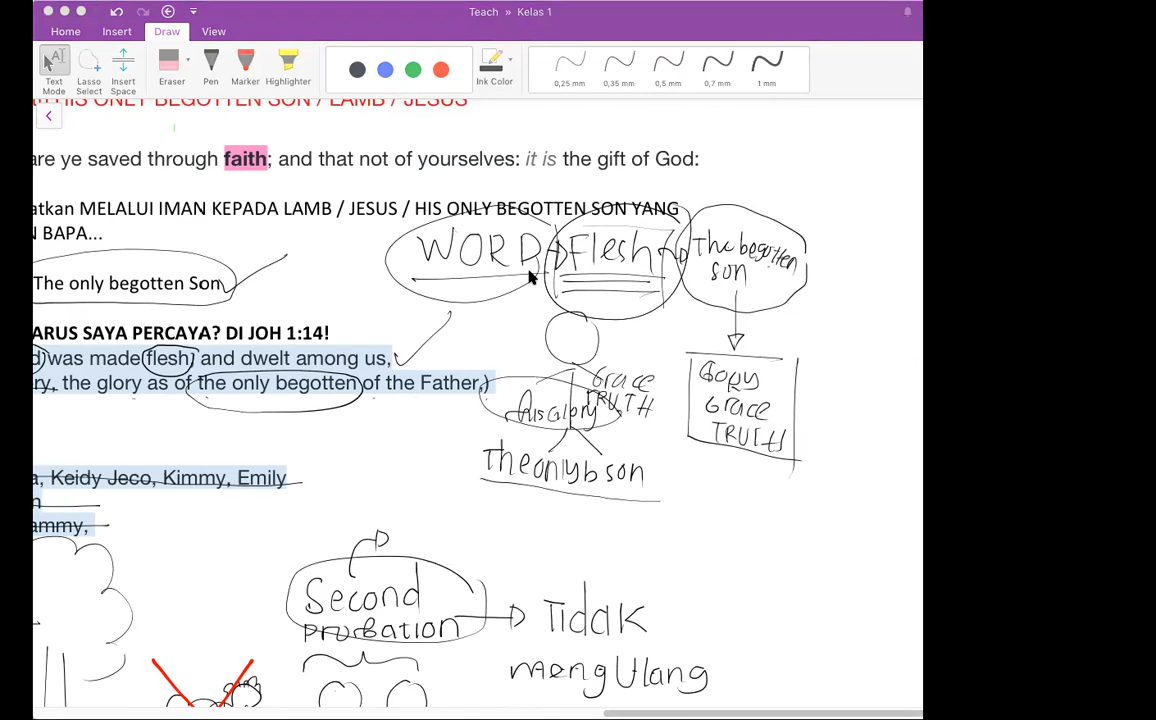 Teach » Kelas 1
Home Insert Draw View
Text Mode
Lasso Select
Insert Space
Eraser
Pen
Marker
Highlighter
Ink Color
0,25 mm
0,35 mm
0,5 mm
0,7 mm
1 mm
HIS ONLY BEGOTTEN SON / LAMB / JESUS
are ye saved through faith; and that not of yourselves: it is the gift of God:
atkan MELALUI IMAN KEPADA LAMB / JESUS / HIS ONLY BEGOTTEN SON YANG
N BAPA...
WORD Flesh The begotten
son
The only begotten Son
ARUS SAYA PERCAYA? DI JOH 1:14!
d was made flesh, and dwelt among us,
ry, the glory as of the only begotten of the Father,)
Grace
TRUTH
Grace
TRUTH
The only b son
a, Keidy Jeco, Kimmy, Emily
n
ammy,
Second
probation
Tidak
mengUlang